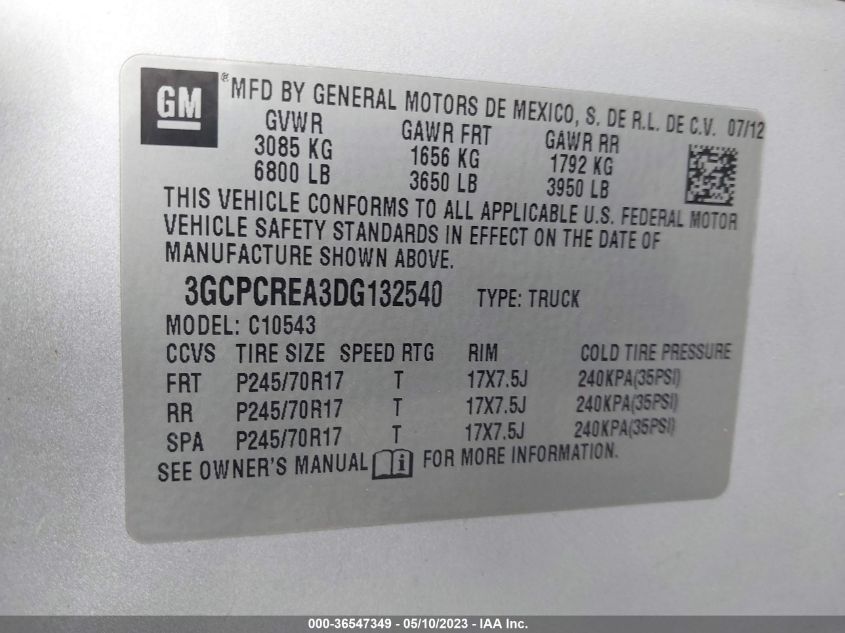 GM ® MFD BY GENERAL MOTORS DE MEXICO, S. DE R.L. DE C.V. 07/12
GVWR GAWR FRT GAWR RR
3085 KG 1656 KG 1792 KG
6800 LB 3650 LB 3950 LB
THIS VEHICLE CONFORMS TO ALL APPLICABLE U.S. FEDERAL MOTOR
VEHICLE SAFETY STANDARDS IN EFFECT ON THE DATE OF
MANUFACTURE SHOWN ABOVE.
3GCPCREA3DG132540 TYPE: TRUCK
MODEL: C10543
CCVS TIRE SIZE SPEED RTG RIM COLD TIRE PRESSURE
FRT P245/70R17 T 17X7.5J 240KPA(35PSI)
RR P245/70R17 T 17X7.5J 240KPA(35PSI)
SPA P245/70R17 T 17X7.5J 240KPA(35PSI)
SEE OWNER'S MANUAL i FOR MORE INFORMATION.
000-36547349 - 05/10/2023 - IAA Inc.